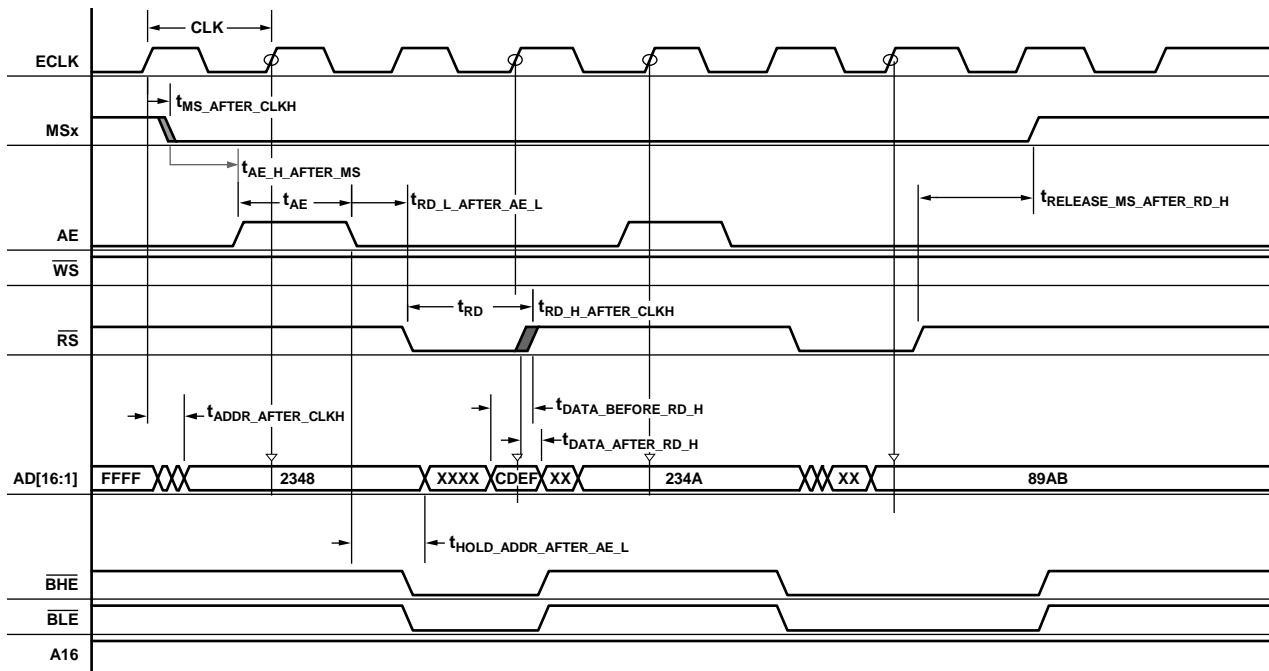 CLK
ECLK
tMS_AFTER_CLKH
MSx
tAE_H_AFTER_MS
tAE
tRD_L_AFTER_AE_L
tRELEASE_MS_AFTER_RD_H
AE
WS
tRD
tRD_H_AFTER_CLKH
RS
tADDR_AFTER_CLKH
tDATA_BEFORE_RD_H
tDATA_AFTER_RD_H
AD[16:1] FFFF 2348 XXXX CDEF XX 234A XX 89AB
tHOLD_ADDR_AFTER_AE_L
BHE
BLE
A16